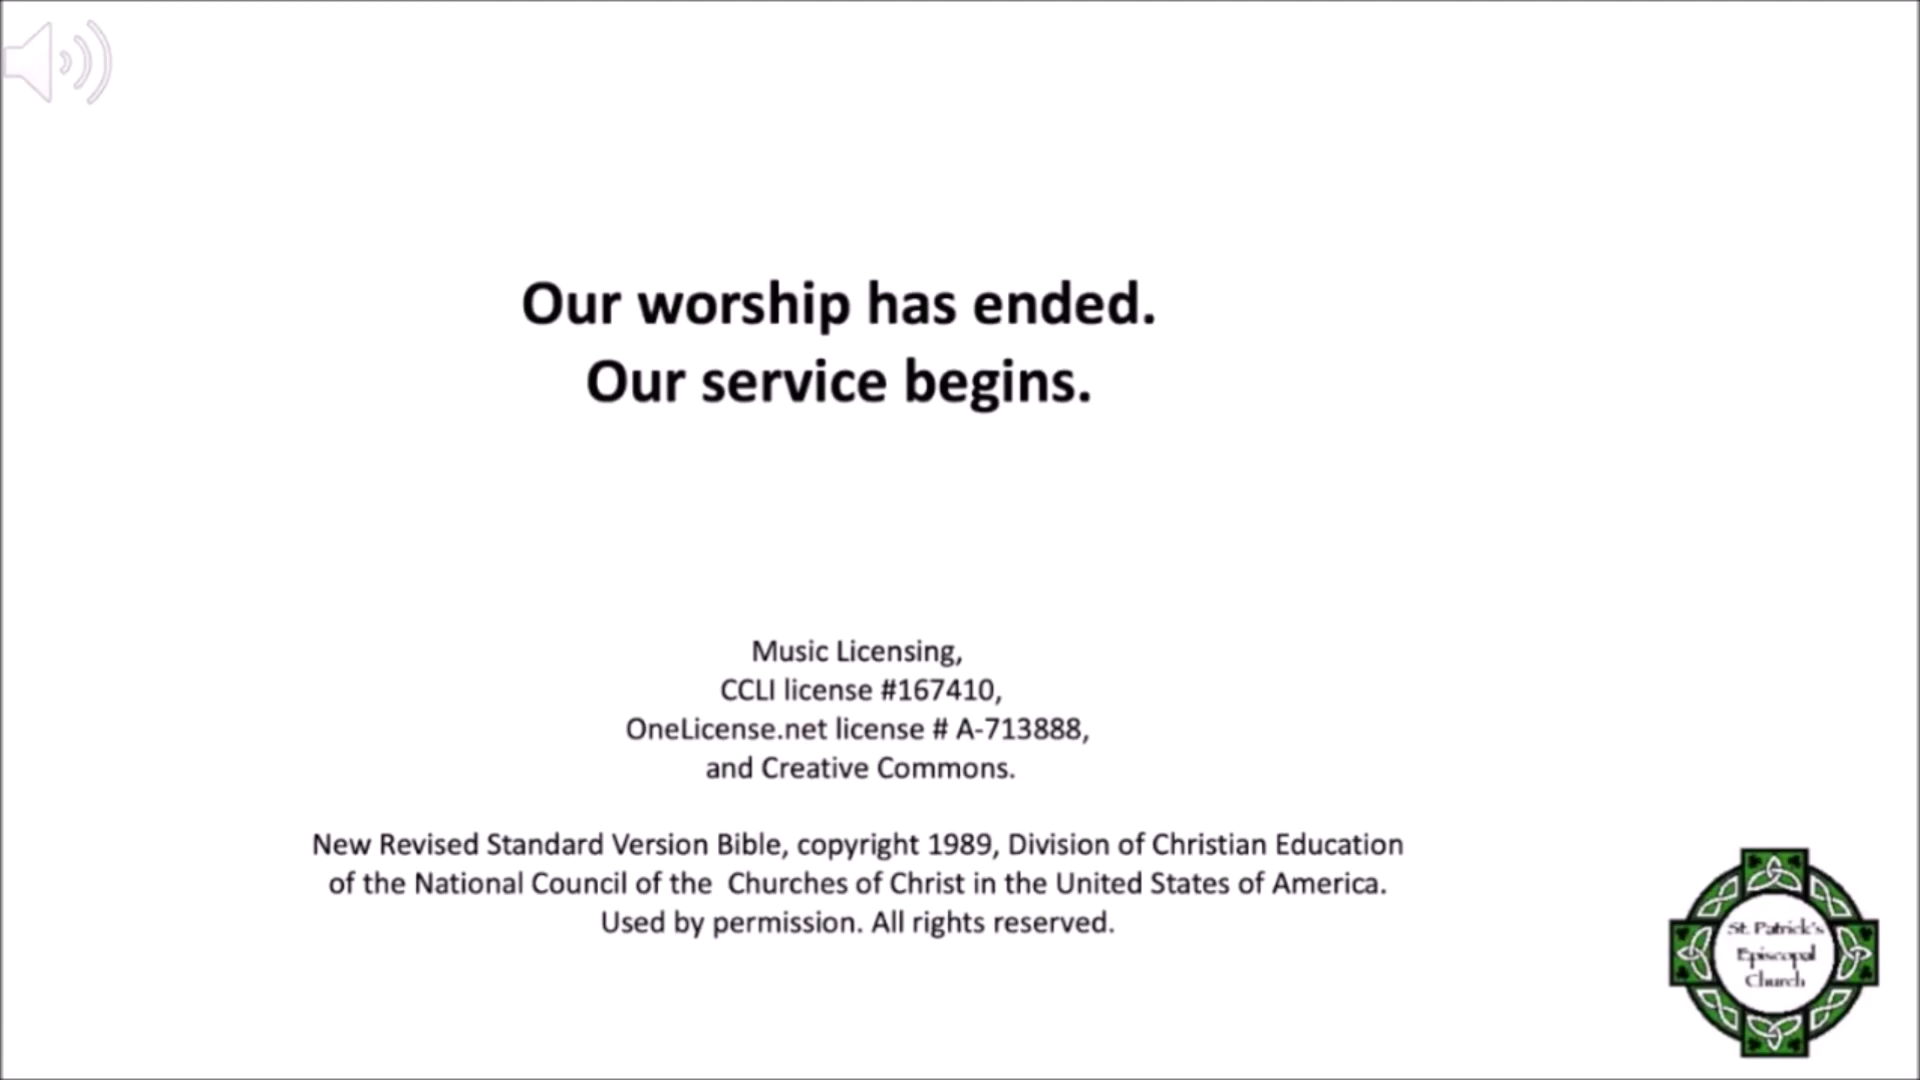 Our worship has ended.
Our service begins.
Music Licensing,
CCLI license #167410,
OneLicense.net license # A-713888,
and Creative Commons.
New Revised Standard Version Bible, copyright 1989, Division of Christian Education
of the National Council of the  Churches of Christ in the United States of America.
Used by permission. All rights reserved.
St. Patrick's
Episcopal
Church